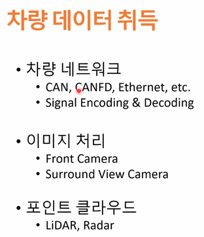 차량 데이터 취득
• 차량 네트워크
• CAN, CANFD, Ethernet, etc.
• Signal Encoding & Decoding
• 이미지 처리
• Front Camera
• Surround View Camera
• 포인트 클라우드
• LiDAR, Radar